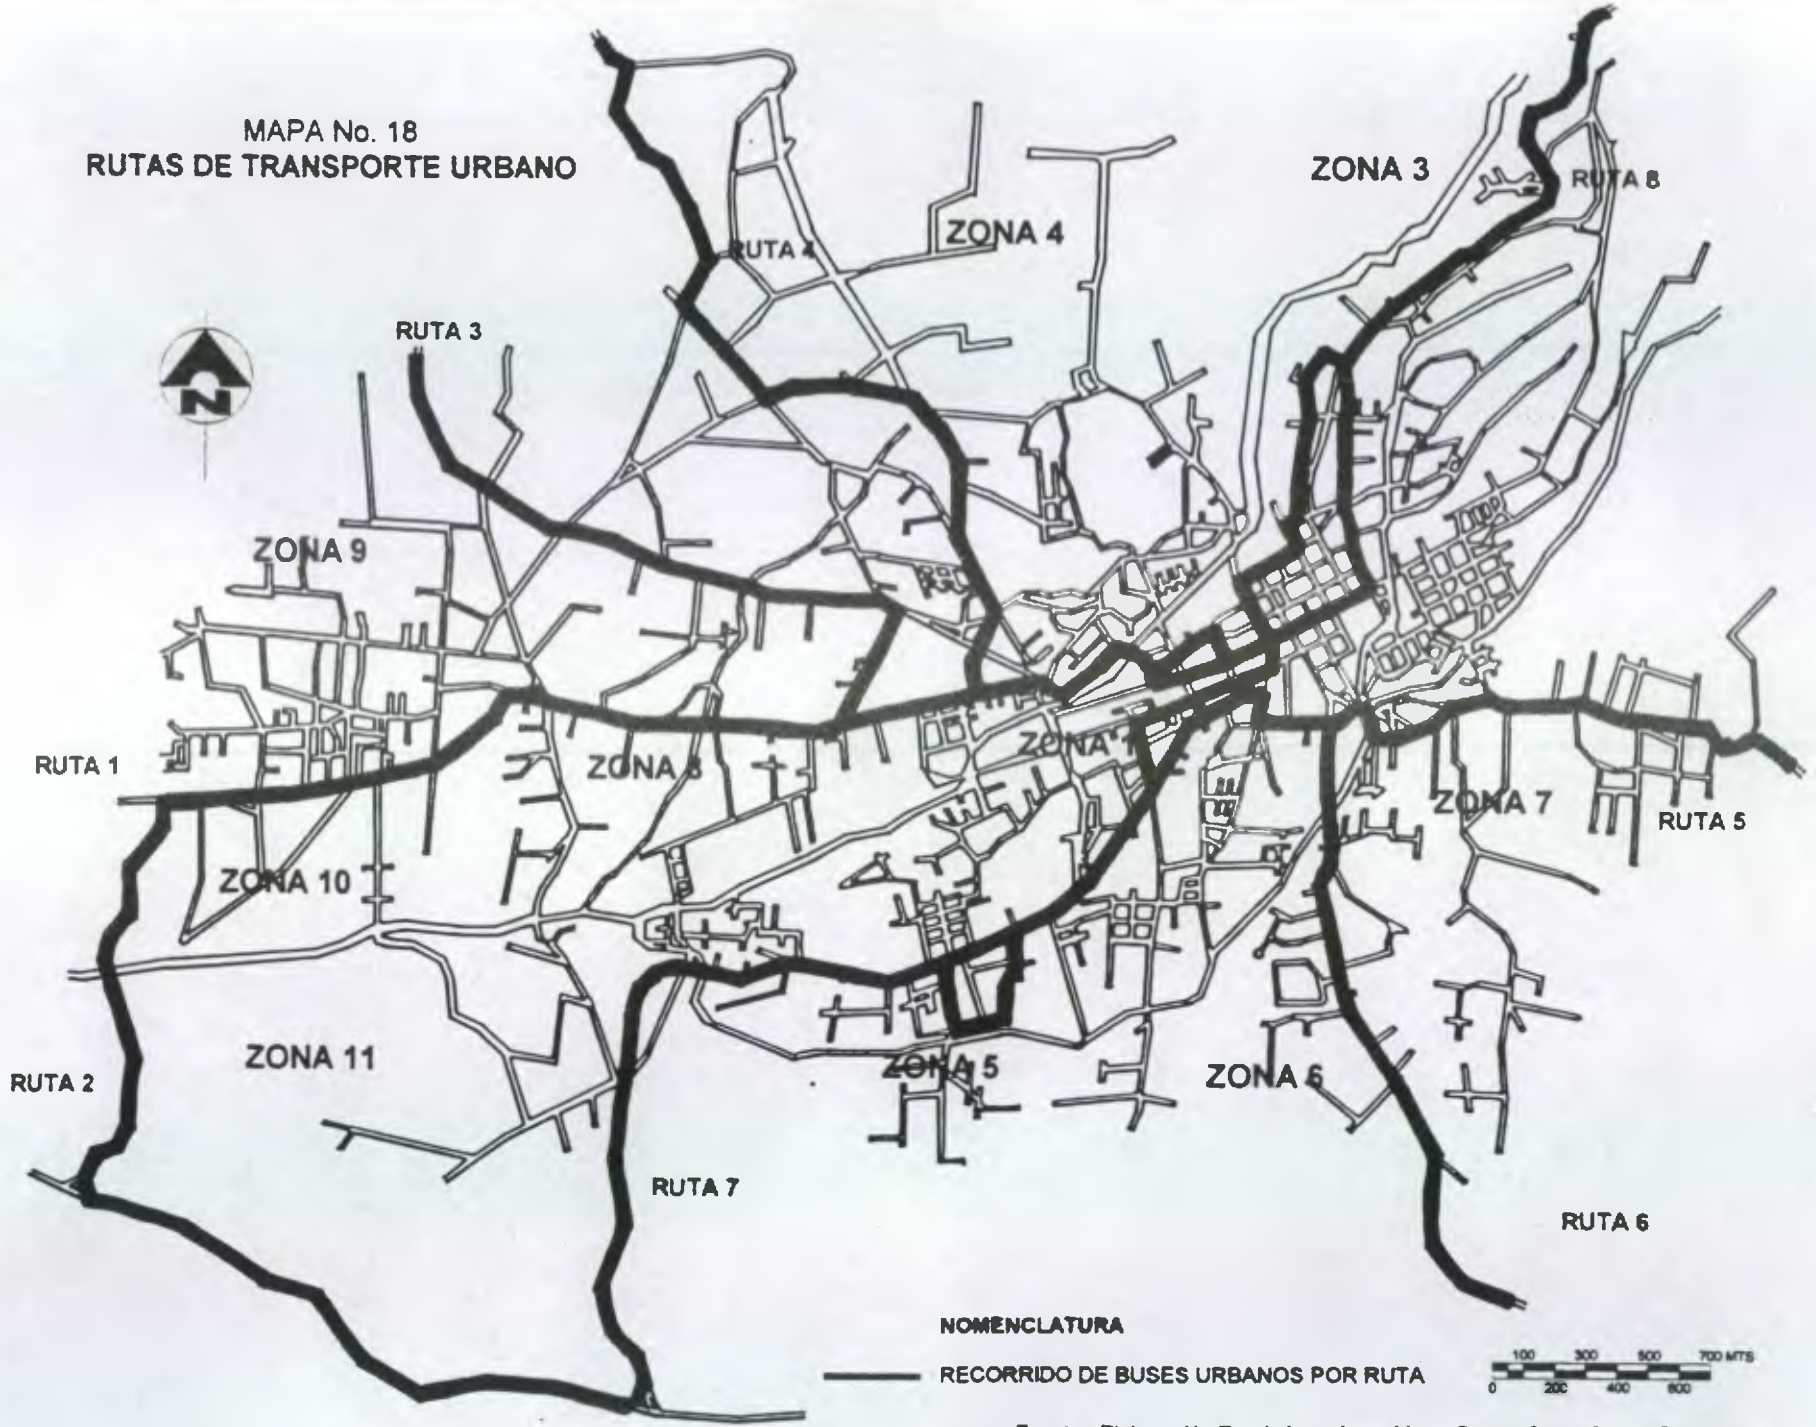 MAPA No. 18
RUTAS DE TRANSPORTE URBANO
ZONA 3
RUTA 8
ZONA 4
RUTA 4
RUTA 3
N
ZONA 9
RUTA 1
ZONA 8
ZONA 1
ZONA 7
RUTA 5
ZONA 10
ZONA 11
ZONA 5
ZONA 6
RUTA 2
RUTA 7
RUTA 6
NOMENCLATURA
RECORRIDO DE BUSES URBANOS POR RUTA
100 300 500 700 MTS
0 200 400 600